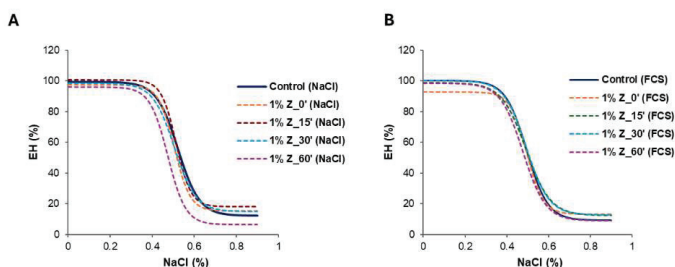 A
120
100
80
60
40
20
0
EH (%)
0 0.2 0.4 0.6 0.8 1
NaCl (%)
Control (NaCl)
1% Z_0' (NaCl)
1% Z_15' (NaCl)
1% Z_30' (NaCl)
1% Z_60' (NaCl)
B
120
100
80
60
40
20
0
EH (%)
0 0.2 0.4 0.6 0.8 1
NaCl (%)
Control (FCS)
1% Z_0' (FCS)
1% Z_15' (FCS)
1% Z_30' (FCS)
1% Z_60' (FCS)